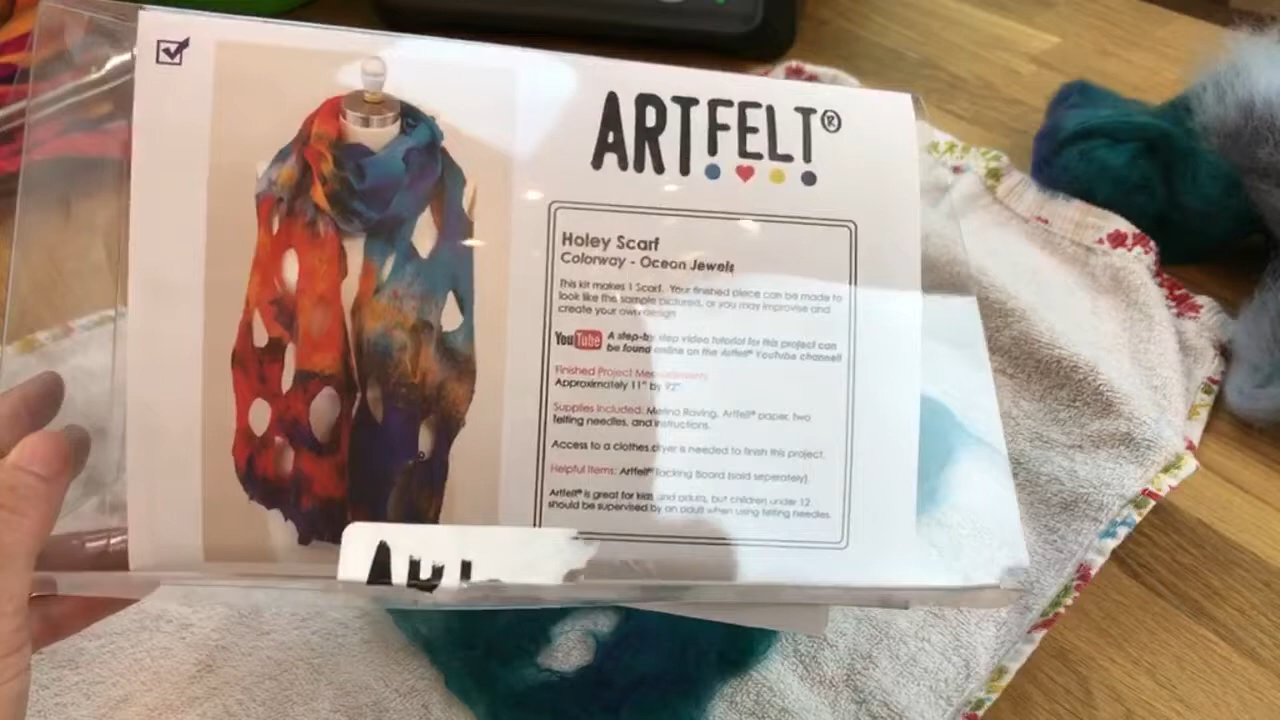 ARTFELT®
Holey Scarf
Colorway - Ocean Jewels
This kit makes 1 Scarf. Your finished piece can be made to
look like the sample pictured, or you may improvise and
create your own design
YouTube A step-by step video tutorial for this project can
be found online on the Artfelt® YouTube channel!
Finished Project Measurements
Approximately 11" by 92"
Supplies Included: Merino Roving, Artfelt® paper, two
felting needles, and instructions.
Access to a clothes dryer is needed to finish this project.
Helpful Items: Artfelt® Tacking Board (sold seperately)
Artfelt® is great for kids and adults, but children under 12
should be supervised by an adult when using felting needles.